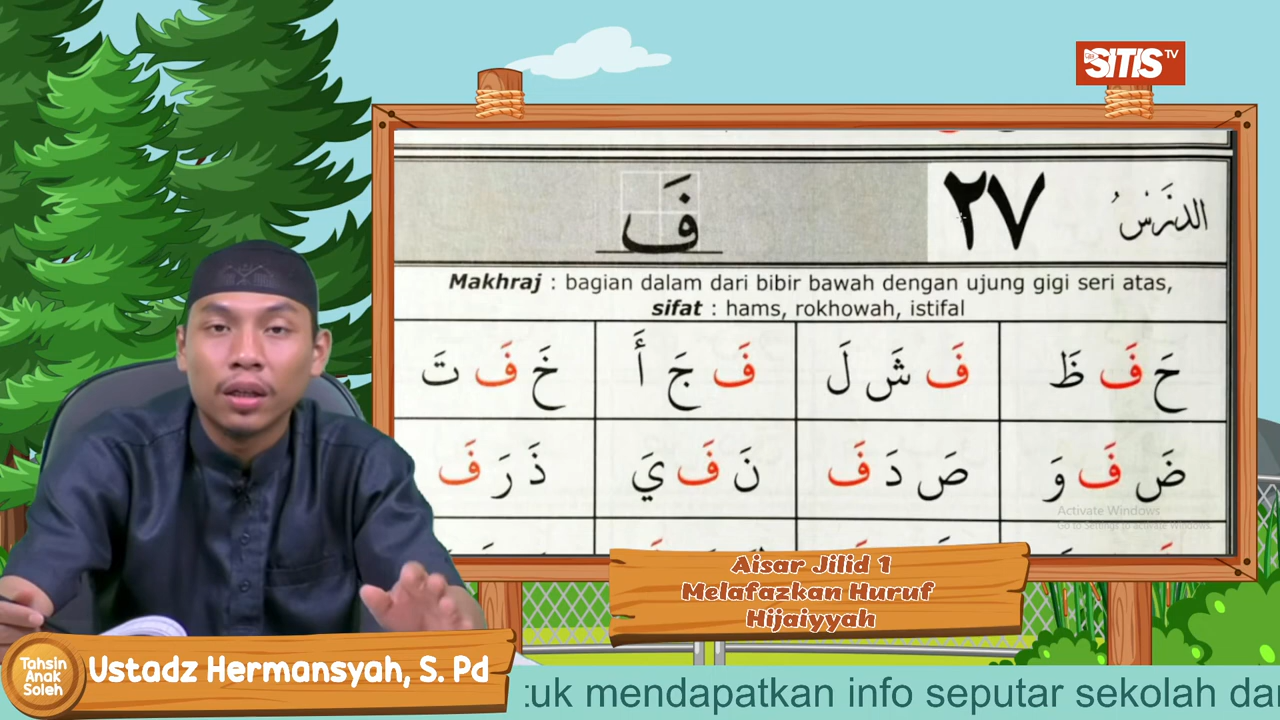 SITIS TV
الدَّرْسُ ٢٧
فَ
Makhraj : bagian dalam dari bibir bawah dengan ujung gigi seri atas,
sifat : hams, rokhowah, istifal
حَ فَ ظَ
فَ شَ لَ
فَ جَ أَ
خَ فَ تَ
ضَ فَ وَ
صَ دَ فَ
نَ فَ يَ
ذَ رَ فَ
Activate Windows
Go to Settings to activate Windows.
Aisar Jilid 1
Melafazkan Huruf
Hijaiyyah
Tahsin
Anak
Soleh
Ustadz Hermansyah, S. Pd
tuk mendapatkan info seputar sekolah da